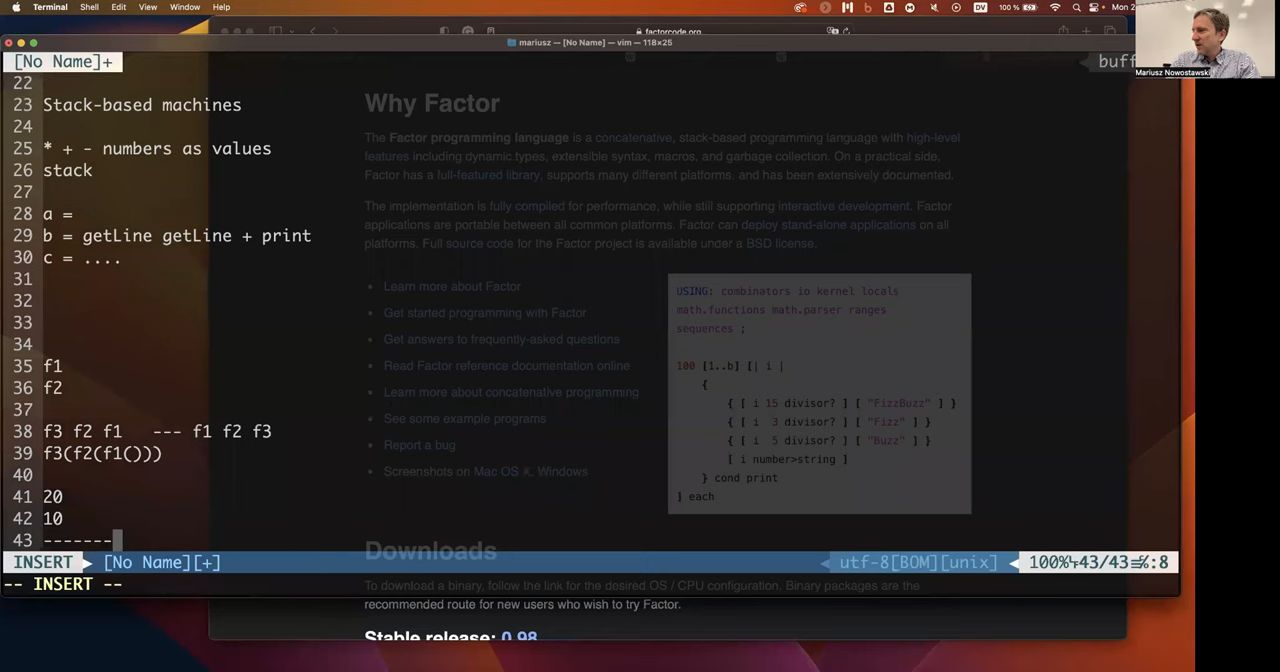 Terminal Shell Edit View Window Help
100 % Mon 2
factorcode.org
mariusz — [No Name] — vim — 118×25
[No Name]+
buff
Mariusz Nowostawski
22
23 Stack-based machines
24
25 * + - numbers as values
26 stack
27
28 a =
29 b = getLine getLine + print
30 c = ....
31
32
33
34
35 f1
36 f2
37
38 f3 f2 f1 --- f1 f2 f3
39 f3(f2(f1()))
40
41 20
42 10
43 -------
Why Factor
The Factor programming language is a concatenative, stack-based programming language with high-level
features including dynamic types, extensible syntax, macros, and garbage collection. On a practical side,
Factor has a full-featured library, supports many different platforms, and has been extensively documented.
The implementation is fully compiled for performance, while still supporting interactive development. Factor
applications are portable between all common platforms. Factor can deploy stand-alone applications on all
platforms. Full source code for the Factor project is available under a BSD license.
• Learn more about Factor
• Get started programming with Factor
• Get answers to frequently-asked questions
• Read Factor reference documentation online
• Learn more about concatenative programming
• See some example programs
• Report a bug
• Screenshots on Mac OS X, Windows
USING: combinators io kernel locals
math.functions math.parser ranges
sequences ;
100 [1..b] [| i |
{
{ [ i 15 divisor? ] [ "FizzBuzz" ] }
{ [ i 3 divisor? ] [ "Fizz" ] }
{ [ i 5 divisor? ] [ "Buzz" ] }
[ i number>string ]
} cond print
] each
Downloads
INSERT [No Name][+] utf-8[BOM][unix] 100% 43/43 :8
-- INSERT --
To download a binary, follow the link for the desired OS / CPU configuration. Binary packages are the
recommended route for new users who wish to try Factor.
Stable release: 0.98